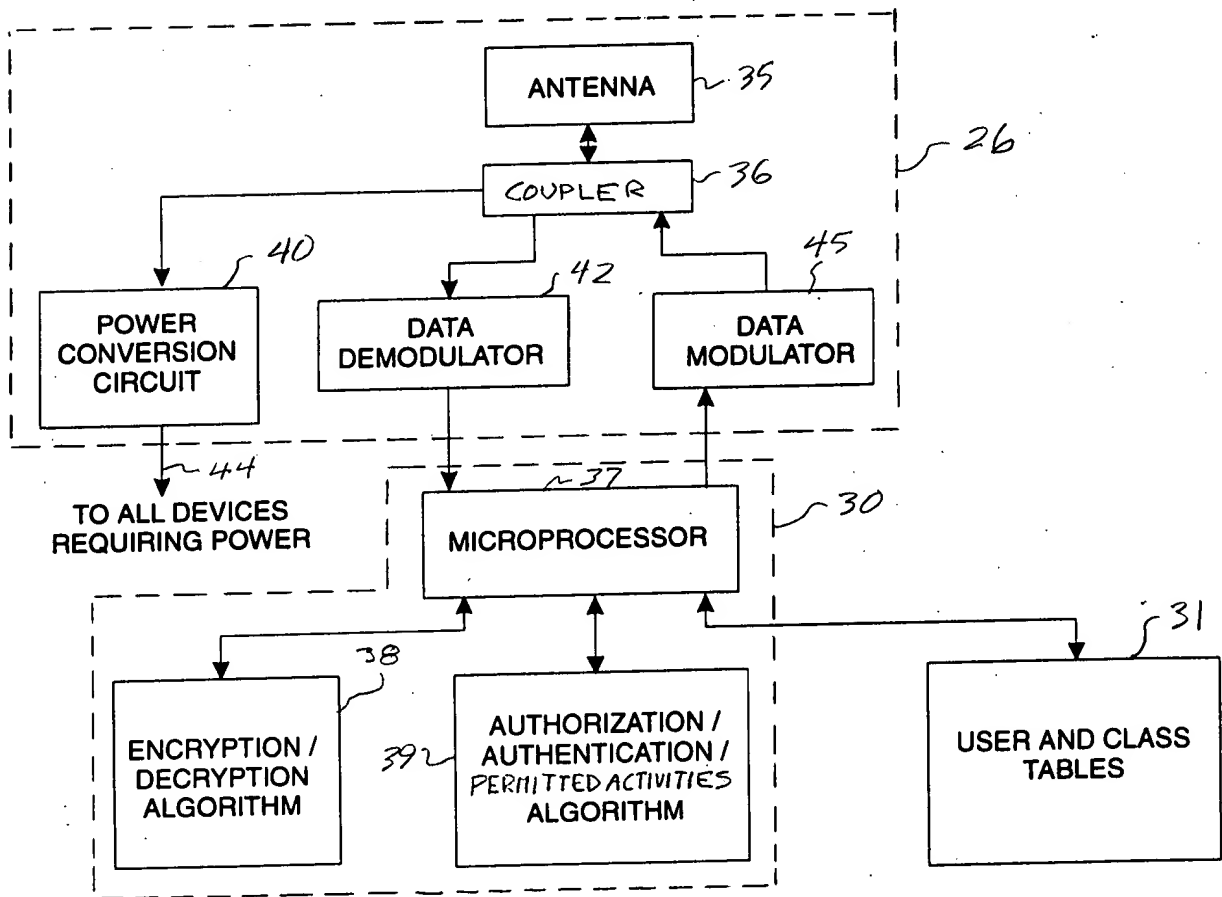 ANTENNA
35
26
COUPLER
36
40
42
45
POWER
CONVERSION
CIRCUIT
DATA
DEMODULATOR
DATA
MODULATOR
44
TO ALL DEVICES
REQUIRING POWER
37
MICROPROCESSOR
30
31
38
ENCRYPTION /
DECRYPTION
ALGORITHM
39
AUTHORIZATION /
AUTHENTICATION /
PERMITTED ACTIVITIES
ALGORITHM
USER AND CLASS
TABLES